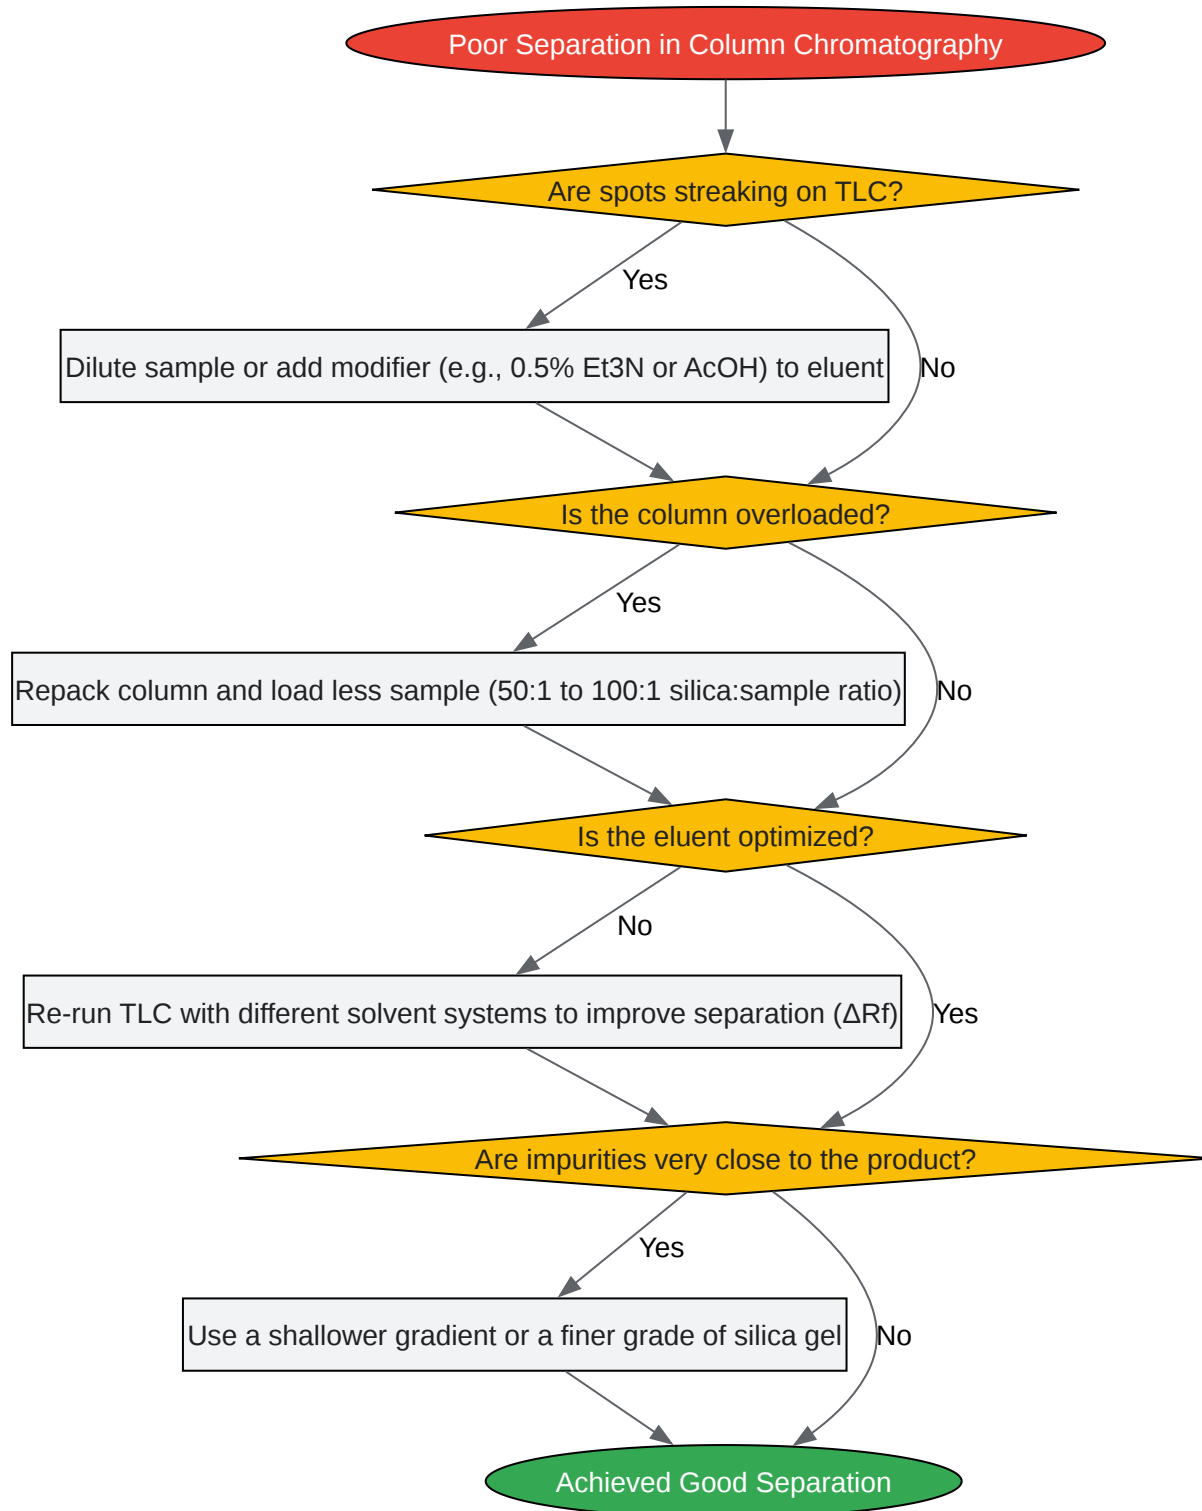 Poor Separation in Column Chromatography
Are spots streaking on TLC?
Yes
Dilute sample or add modifier (e.g., 0.5% Et3N or AcOH) to eluent
No
Is the column overloaded?
Yes
Repack column and load less sample (50:1 to 100:1 silica:sample ratio)
No
Is the eluent optimized?
No
Re-run TLC with different solvent systems to improve separation (ΔRf)
Yes
Are impurities very close to the product?
Yes
Use a shallower gradient or a finer grade of silica gel
No
Achieved Good Separation